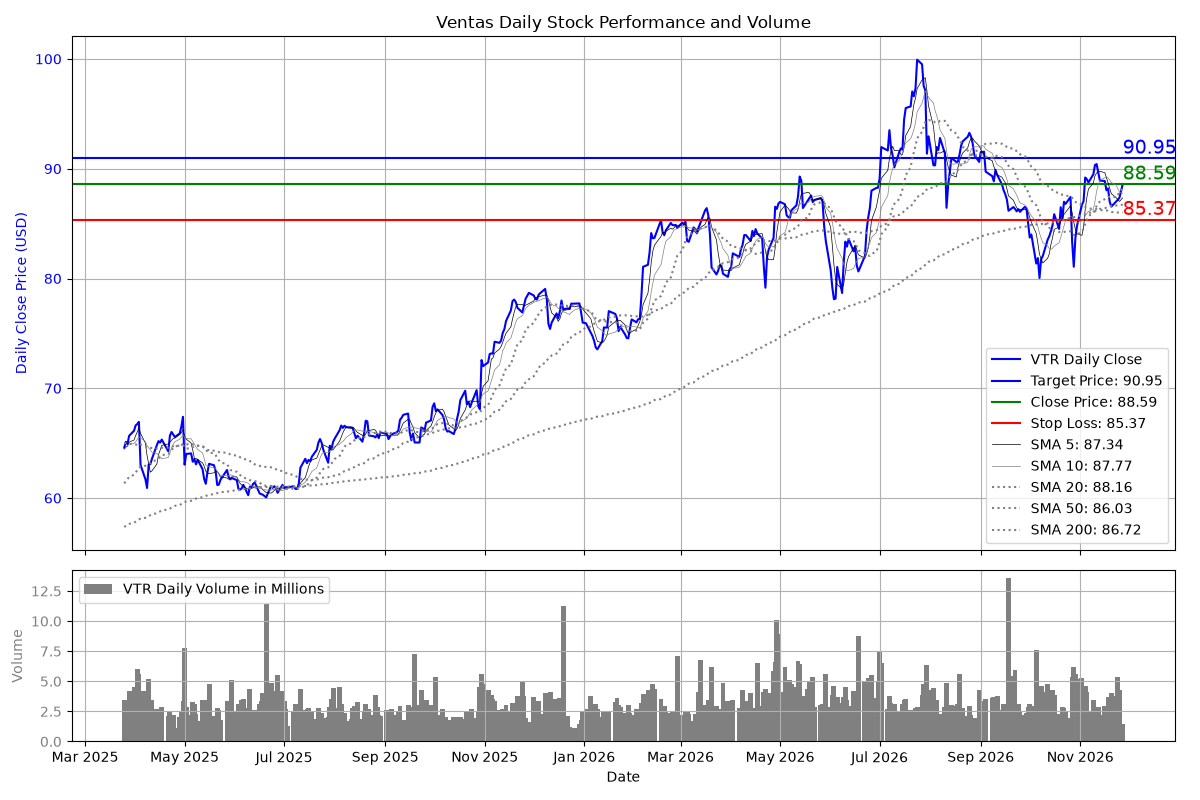 Ventas Daily Stock Performance and Volume
100
90
80
70
60
Daily Close Price (USD)
90.95
88.59
85.37
VTR Daily Close
Target Price: 90.95
Close Price: 88.59
Stop Loss: 85.37
SMA 5: 87.34
SMA 10: 87.77
SMA 20: 88.16
SMA 50: 86.03
SMA 200: 86.72
VTR Daily Volume in Millions
12.5
10.0
7.5
5.0
2.5
0.0
Volume
Mar 2025 May 2025 Jul 2025 Sep 2025 Nov 2025 Jan 2026 Mar 2026 May 2026 Jul 2026 Sep 2026 Nov 2026
Date